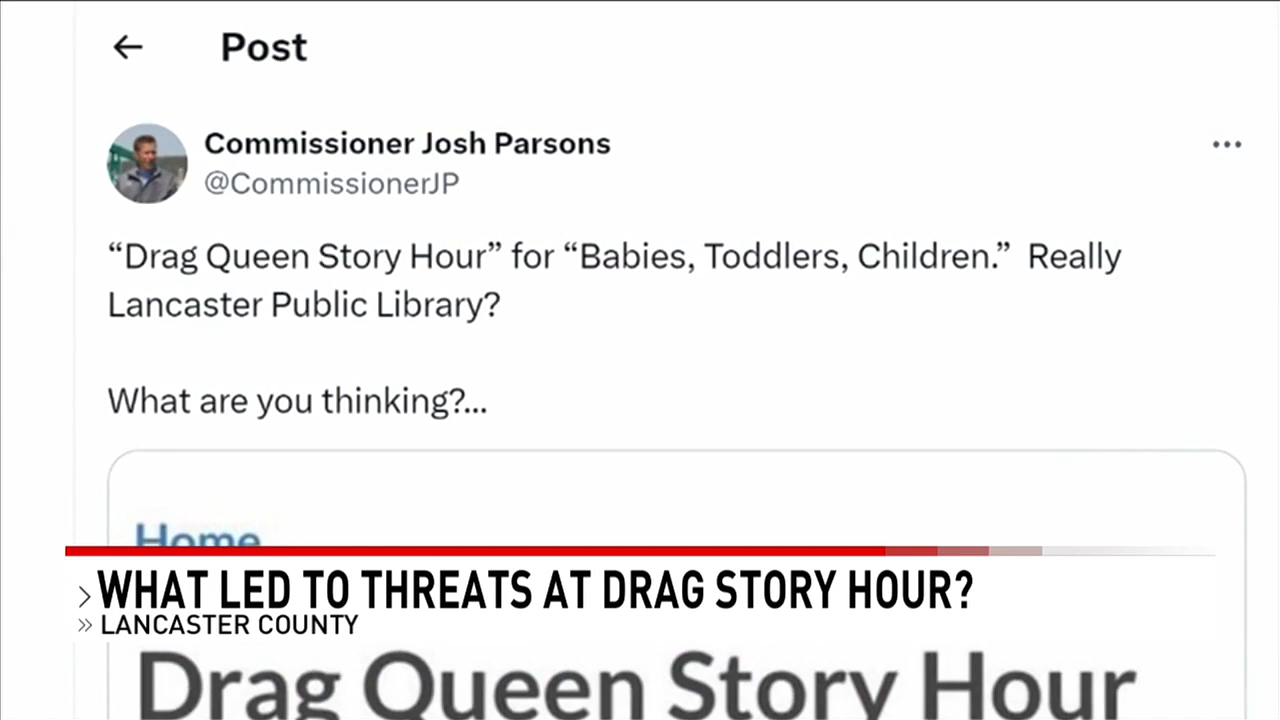 ← Post
Commissioner Josh Parsons
@CommissionerJP
“Drag Queen Story Hour” for “Babies, Toddlers, Children.” Really
Lancaster Public Library?
What are you thinking?...
Home
WHAT LED TO THREATS AT DRAG STORY HOUR?
LANCASTER COUNTY
Drag Queen Story Hour